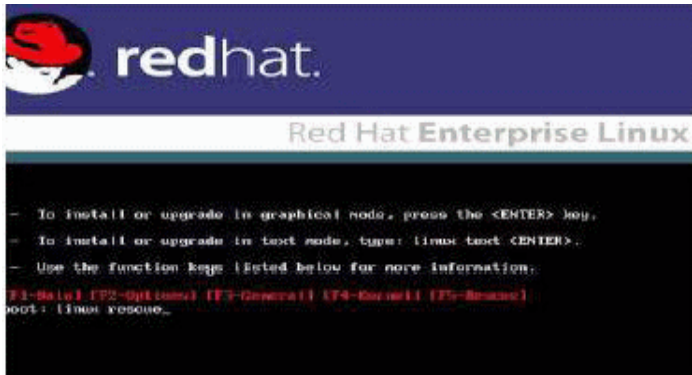 redhat.
Red Hat Enterprise Linux
- To install or upgrade in graphical mode, press the <ENTER> key.
- To install or upgrade in text mode, type: linux text <ENTER>.
- Use the function keys listed below for more information.
[F1-Main] [F2-Options] [F3-General] [F4-Kernel] [F5-Rescue]
boot: linux rescue_